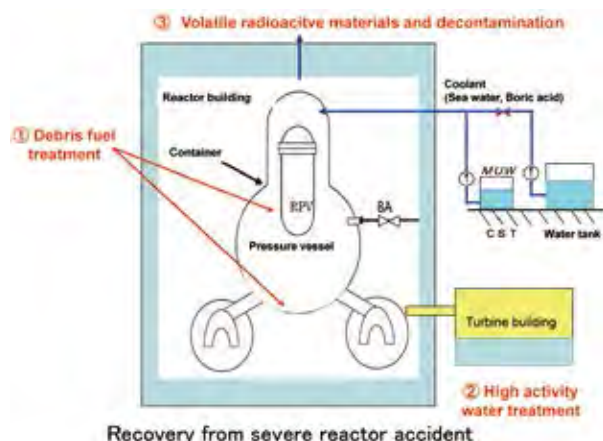 ③ Volatile radioacitve materials and decontamination
Reactor building
Coolant
(Sea water, Boric acid)
① Debris fuel
treatment
Container
MUW
RPV
BA
Pressure vessel
C S T
Water tank
Turbine building
② High activity
water treatment
Recovery from severe reactor accident